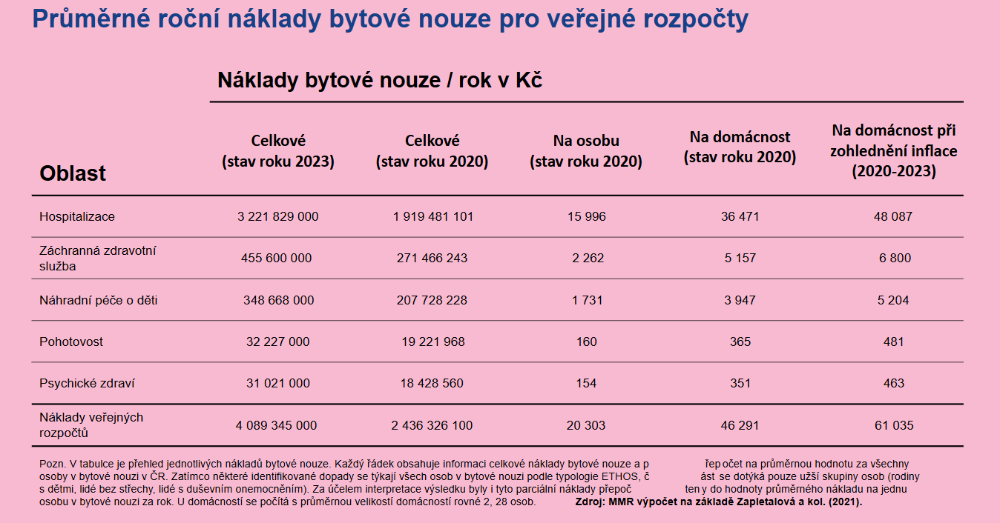 Průměrné roční náklady bytové nouze pro veřejné rozpočty
Náklady bytové nouze / rok v Kč
Oblast
Celkové
(stav roku 2023)
Celkové
(stav roku 2020)
Na osobu
(stav roku 2020)
Na domácnost
(stav roku 2020)
Na domácnost při
zohlednění inflace
(2020-2023)
Hospitalizace 3 221 829 000 1 919 481 101 15 996 36 471 48 087
Záchranná zdravotní
služba 455 600 000 271 466 243 2 262 5 157 6 800
Náhradní péče o děti 348 668 000 207 728 228 1 731 3 947 5 204
Pohotovost 32 227 000 19 221 968 160 365 481
Psychické zdraví 31 021 000 18 428 560 154 351 463
Náklady veřejných
rozpočtů 4 089 345 000 2 436 326 100 20 303 46 291 61 035
Pozn. V tabulce je přehled jednotlivých nákladů bytové nouze. Každý řádek obsahuje informaci celkové náklady bytové nouze a p řep očet na průměrnou hodnotu za všechny
osoby v bytové nouzi v ČR. Zatímco některé identifikované dopady se týkají všech osob v bytové nouzi podle typologie ETHOS, č ást se dotýká pouze užší skupiny osob (rodiny
s dětmi, lidé bez střechy, lidé s duševním onemocněním). Za účelem interpretace výsledku byly i tyto parciální náklady přepoč ten y do hodnoty průměrného nákladu na jednu
osobu v bytové nouzi za rok. U domácností se počítá s průměrnou velikostí domácností rovné 2, 28 osob. Zdroj: MMR výpočet na základě Zapletalová a kol. (2021).